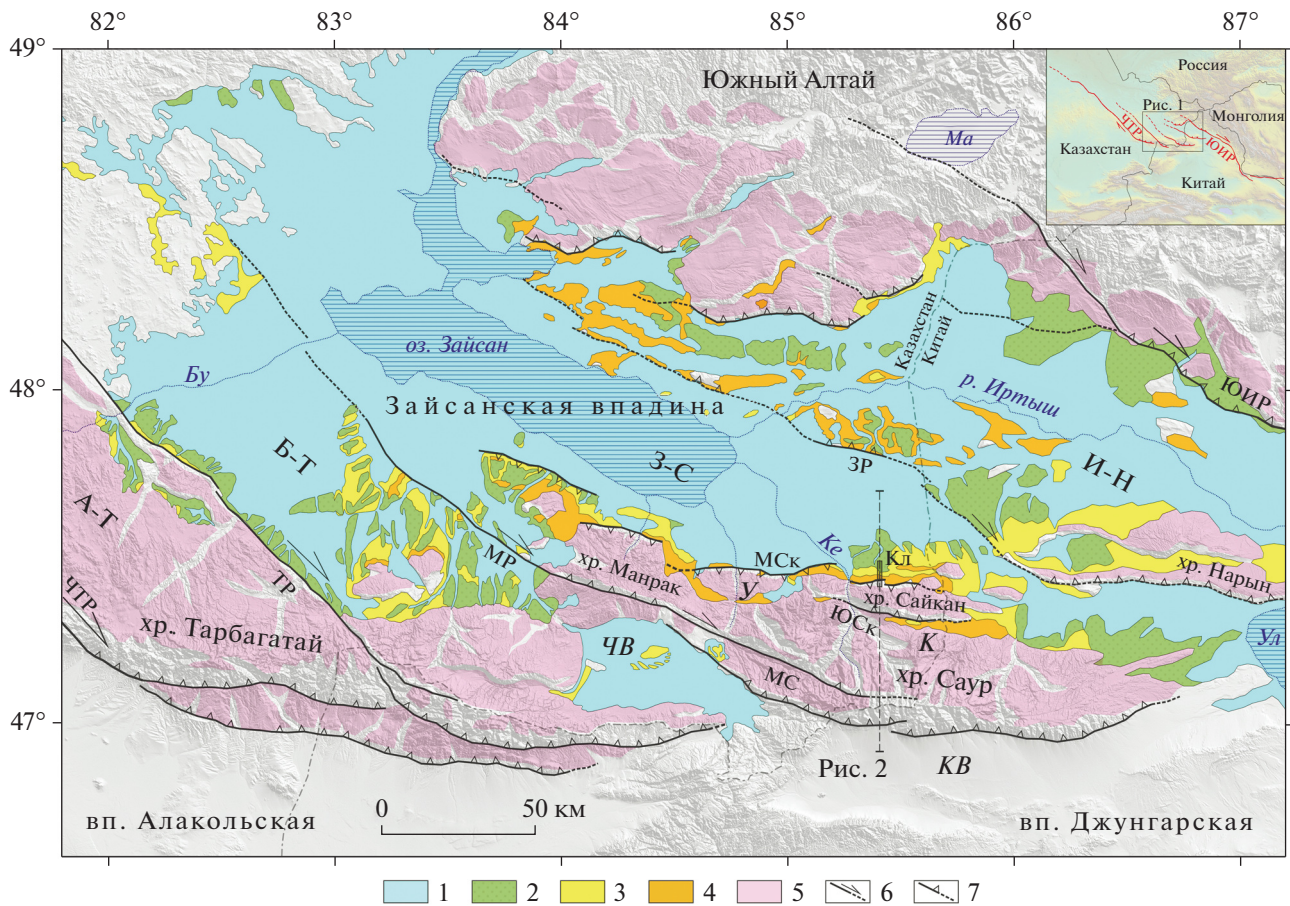 82° 83° 84° 85° 86° 87°
49°
48°
47°
Южный Алтай
Ма
Россия
Рис. 1
Монголия
ЧТР
ЮИР
Казахстан
Китай
Казахстан
Китай
оз. Зайсан
Бу
р. Иртыш
Зайсанская впадина
ЮИР
Б-Т
З-С
ЗР
И-Н
А-Т
Ке
МР
хр. Манрак
МСк
Кл
У
хр. Сайкан
хр. Нарын
ТР
ЧТР
хр. Тарбагатай
ЧВ
ЮСк
К
Ул
МС
хр. Саур
Рис. 2
КВ
0 50 км
вп. Алакольская
вп. Джунгарская
1 2 3 4 5 6 7